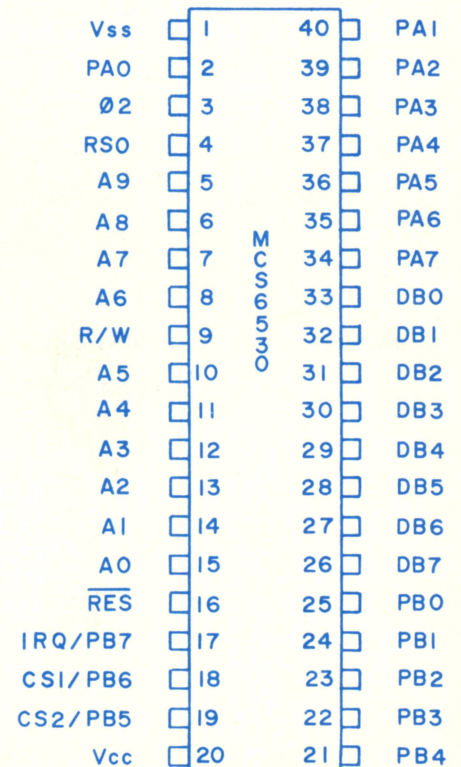 Vss 1 40 PA1
PA0 2 39 PA2
Ø2 3 38 PA3
RS0 4 37 PA4
A9 5 36 PA5
A8 6 35 PA6
A7 7 34 PA7
A6 8 33 DB0
R/W 9 32 DB1
A5 10 31 DB2
A4 11 30 DB3
A3 12 29 DB4
A2 13 28 DB5
A1 14 27 DB6
A0 15 26 DB7
R̅E̅S̅ 16 25 PB0
IRQ/PB7 17 24 PB1
CS1/PB6 18 23 PB2
CS2/PB5 19 22 PB3
Vcc 20 21 PB4
MCS6530